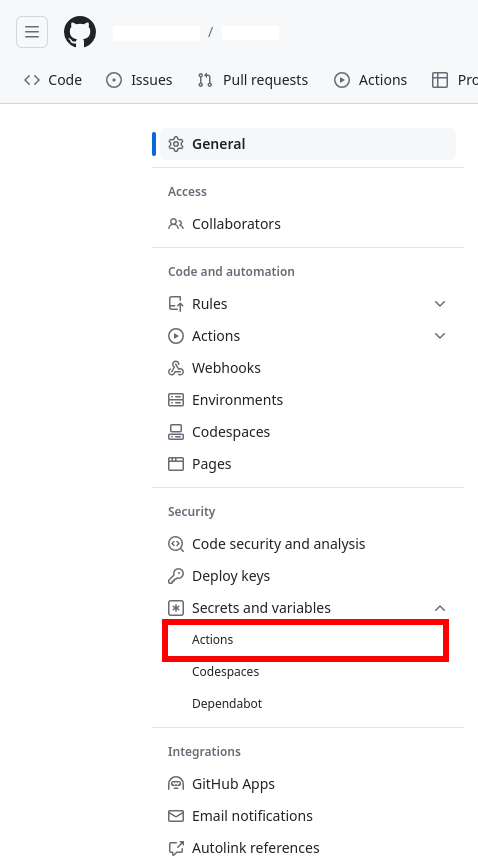 /
Code Issues Pull requests Actions
General
Access
Collaborators
Code and automation
Rules
Actions
Webhooks
Environments
Codespaces
Pages
Security
Code security and analysis
Deploy keys
Secrets and variables
Actions
Codespaces
Dependabot
Integrations
GitHub Apps
Email notifications
Autolink references